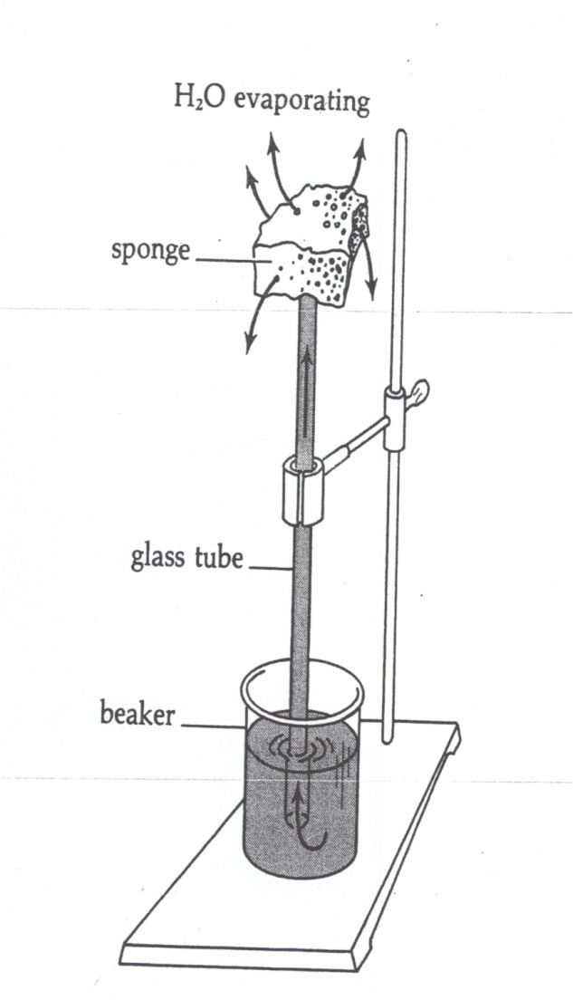 H₂O evaporating
sponge
glass tube
beaker